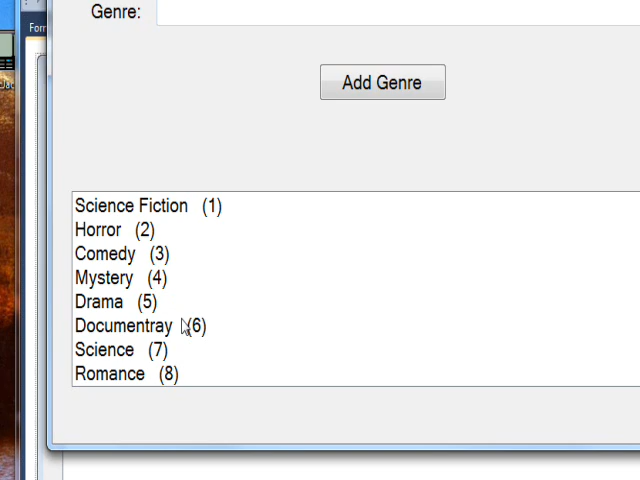 Form
Genre:
Add Genre
Science Fiction (1)
Horror (2)
Comedy (3)
Mystery (4)
Drama (5)
Documentray (6)
Science (7)
Romance (8)